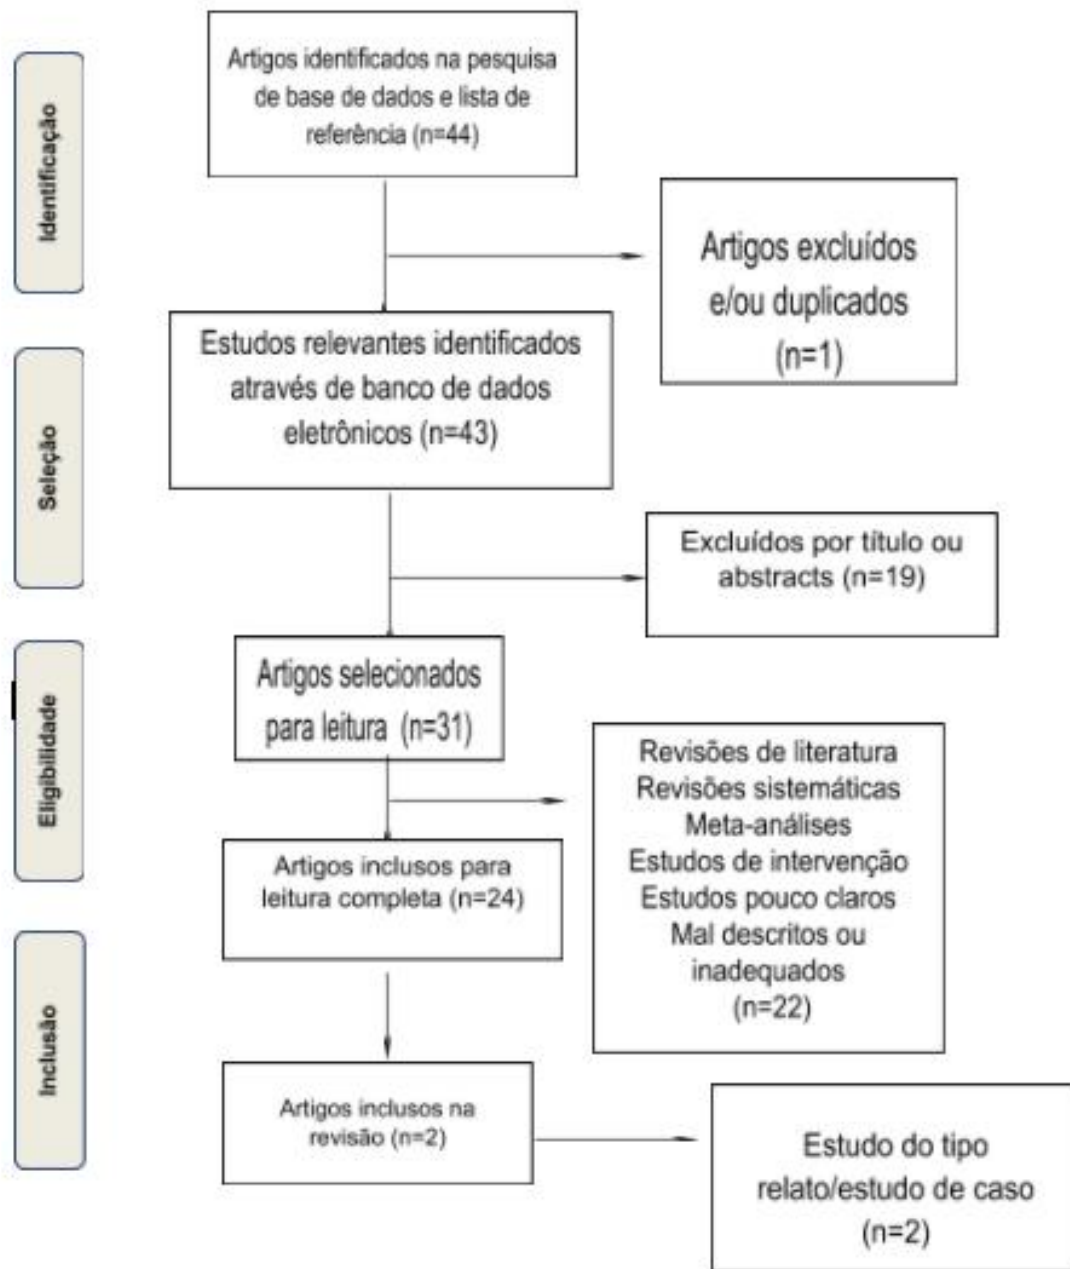 Identificação
Artigos identificados na pesquisa
de base de dados e lista de
referência (n=44)
Artigos excluídos
e/ou duplicados
(n=1)
Seleção
Estudos relevantes identificados
através de banco de dados
eletrônicos (n=43)
Excluídos por título ou
abstracts (n=19)
Eligibilidade
Artigos selecionados
para leitura (n=31)
Revisões de literatura
Revisões sistemáticas
Meta-análises
Estudos de intervenção
Estudos pouco claros
Mal descritos ou
inadequados
(n=22)
Artigos inclusos para
leitura completa (n=24)
Inclusão
Artigos inclusos na
revisão (n=2)
Estudo do tipo
relato/estudo de caso
(n=2)